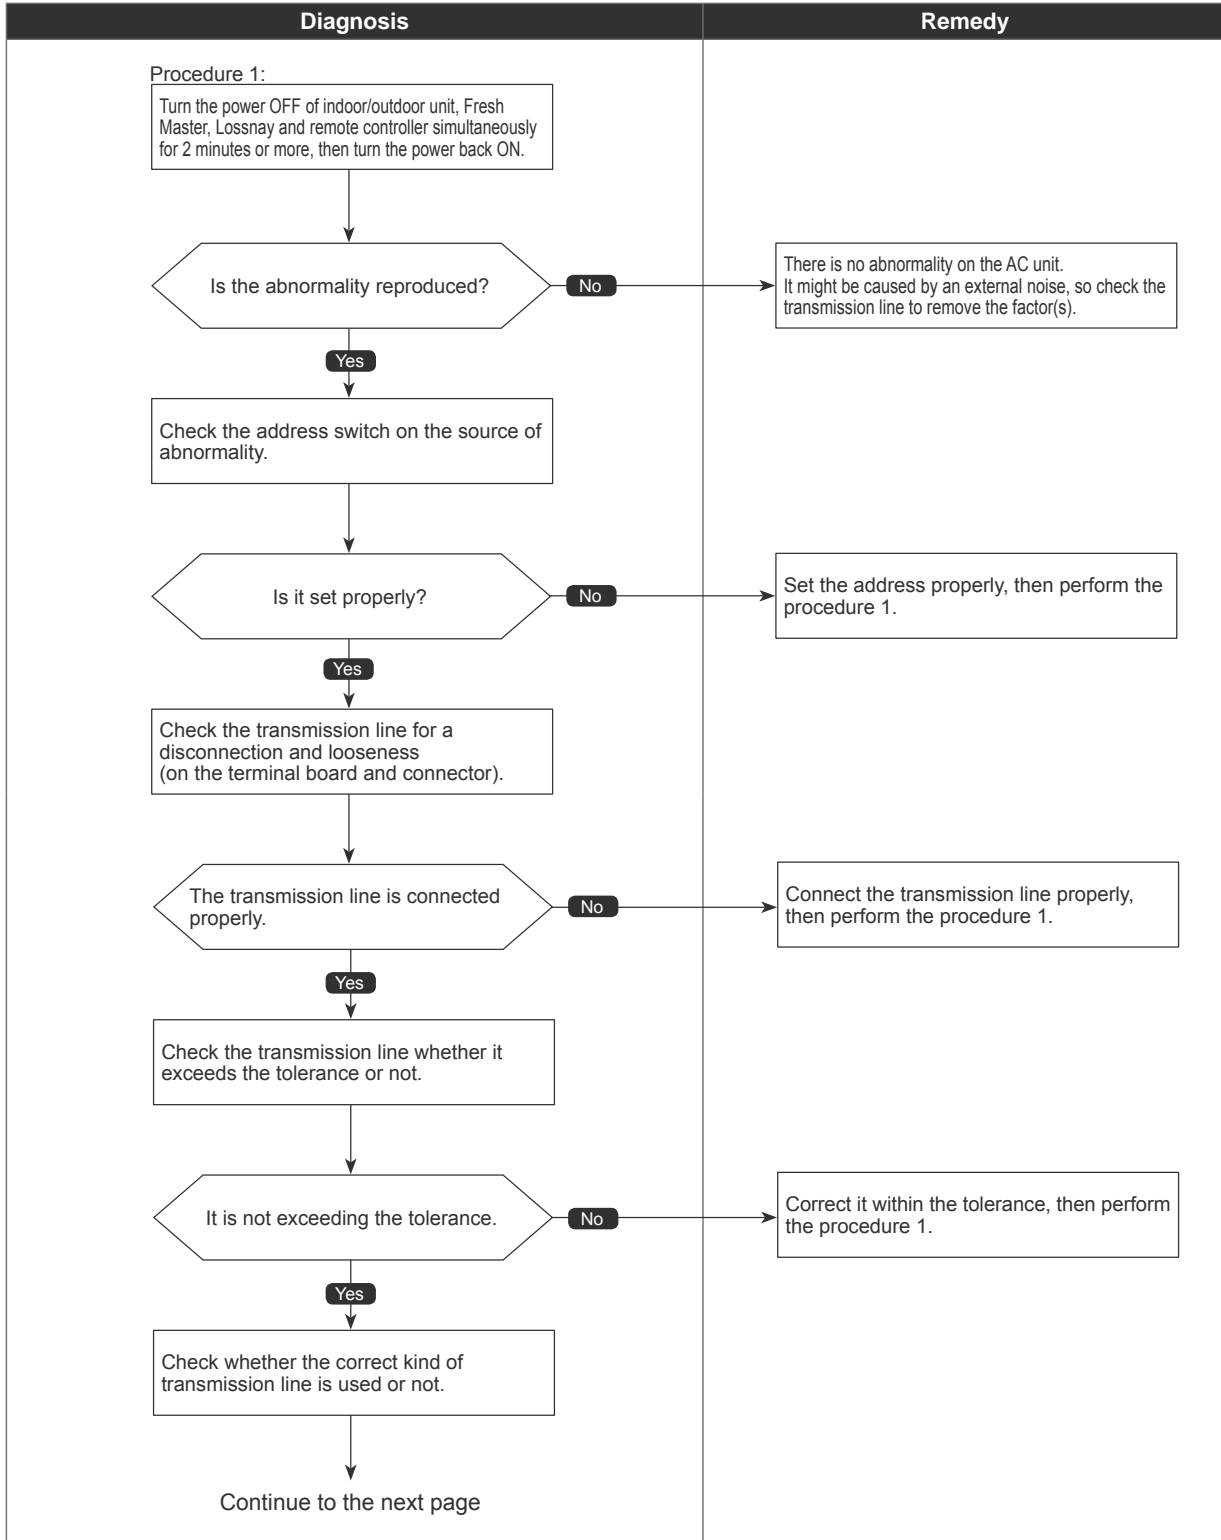 Diagnosis
Remedy
Procedure 1:
Turn the power OFF of indoor/outdoor unit, Fresh
Master, Lossnay and remote controller simultaneously
for 2 minutes or more, then turn the power back ON.
Is the abnormality reproduced?
No
There is no abnormality on the AC unit.
It might be caused by an external noise, so check the
transmission line to remove the factor(s).
Yes
Check the address switch on the source of
abnormality.
Is it set properly?
No
Set the address properly, then perform the
procedure 1.
Yes
Check the transmission line for a
disconnection and looseness
(on the terminal board and connector).
The transmission line is connected
properly.
No
Connect the transmission line properly,
then perform the procedure 1.
Yes
Check the transmission line whether it
exceeds the tolerance or not.
It is not exceeding the tolerance.
No
Correct it within the tolerance, then perform
the procedure 1.
Yes
Check whether the correct kind of
transmission line is used or not.
Continue to the next page